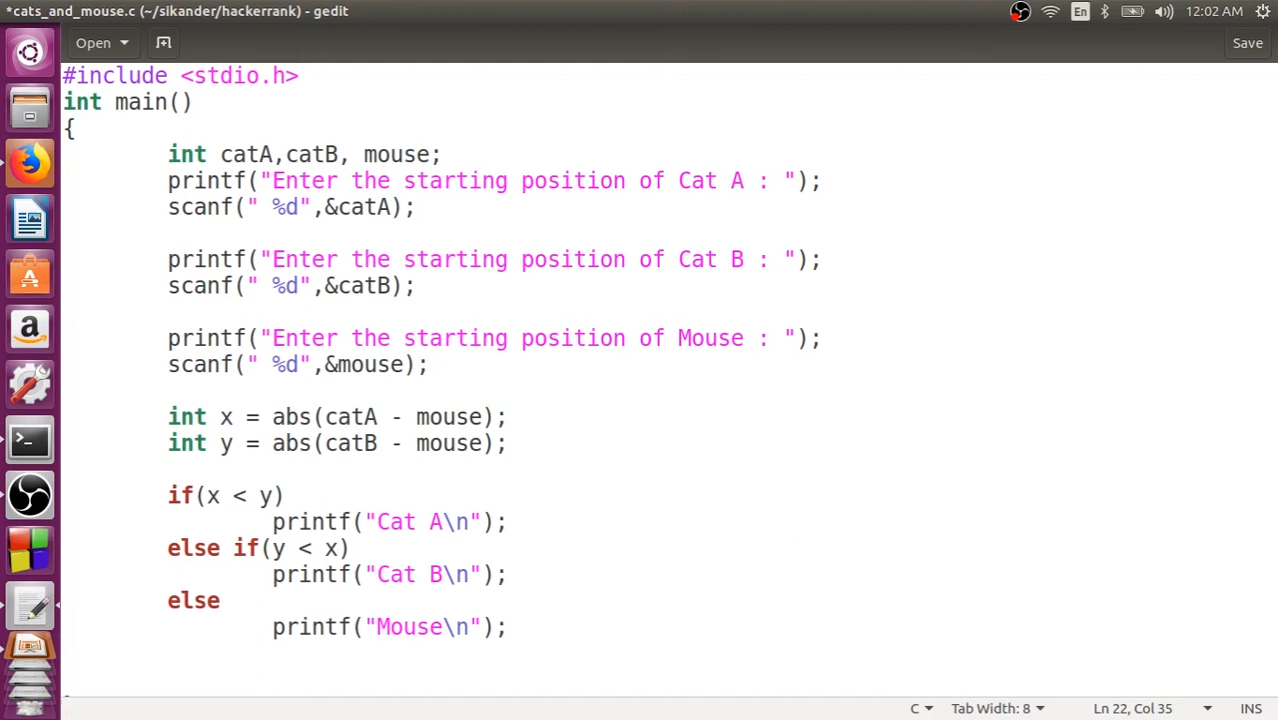 *cats_and_mouse.c (~/sikander/hackerrank) - gedit
En
12:02 AM
Open
Save
#include <stdio.h>
int main()
{
int catA,catB, mouse;
printf("Enter the starting position of Cat A : ");
scanf(" %d",&catA);
printf("Enter the starting position of Cat B : ");
scanf(" %d",&catB);
printf("Enter the starting position of Mouse : ");
scanf(" %d",&mouse);
int x = abs(catA - mouse);
int y = abs(catB - mouse);
if(x < y)
printf("Cat A\n");
else if(y < x)
printf("Cat B\n");
else
printf("Mouse\n");
C
Tab Width: 8
Ln 22, Col 35
INS